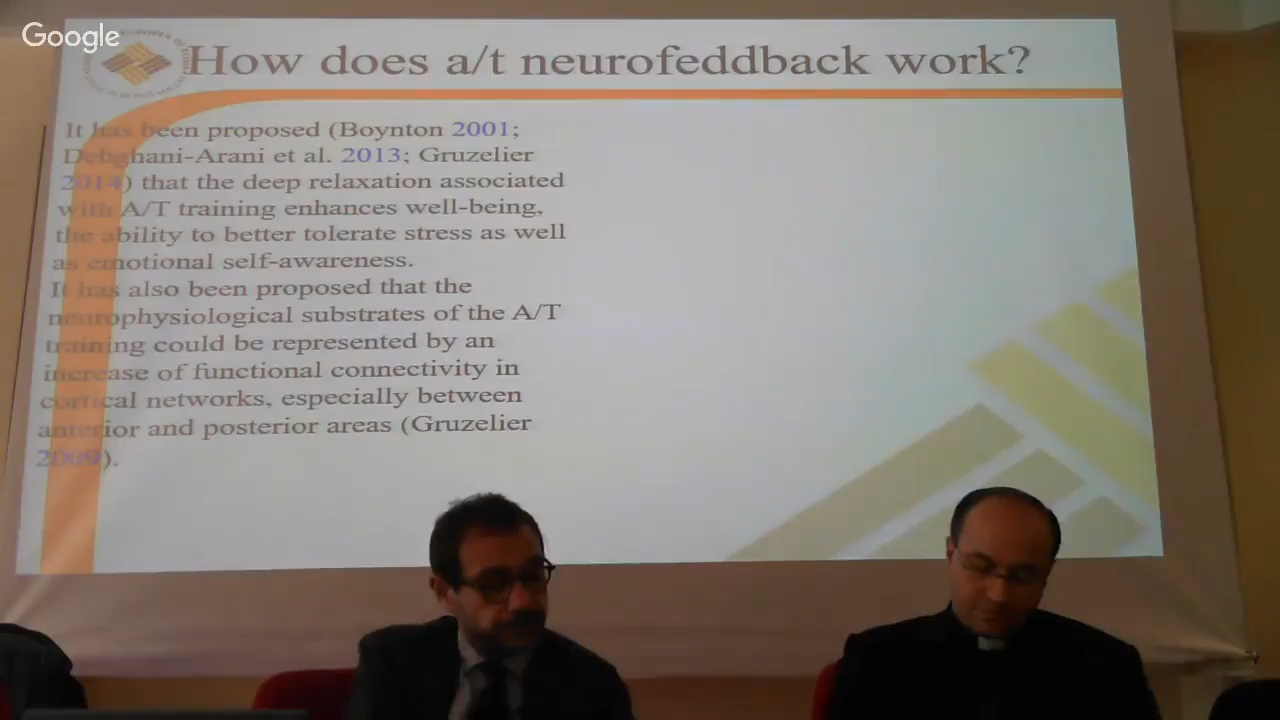 Google
How does a/t neurofeddback work?
It has been proposed (Boynton 2001;
Dehghani-Arani et al. 2013; Gruzelier
2014) that the deep relaxation associated
with A/T training enhances well-being,
the ability to better tolerate stress as well
as emotional self-awareness.
It has also been proposed that the
neurophysiological substrates of the A/T
training could be represented by an
increase of functional connectivity in
cortical networks, especially between
anterior and posterior areas (Gruzelier
2009).